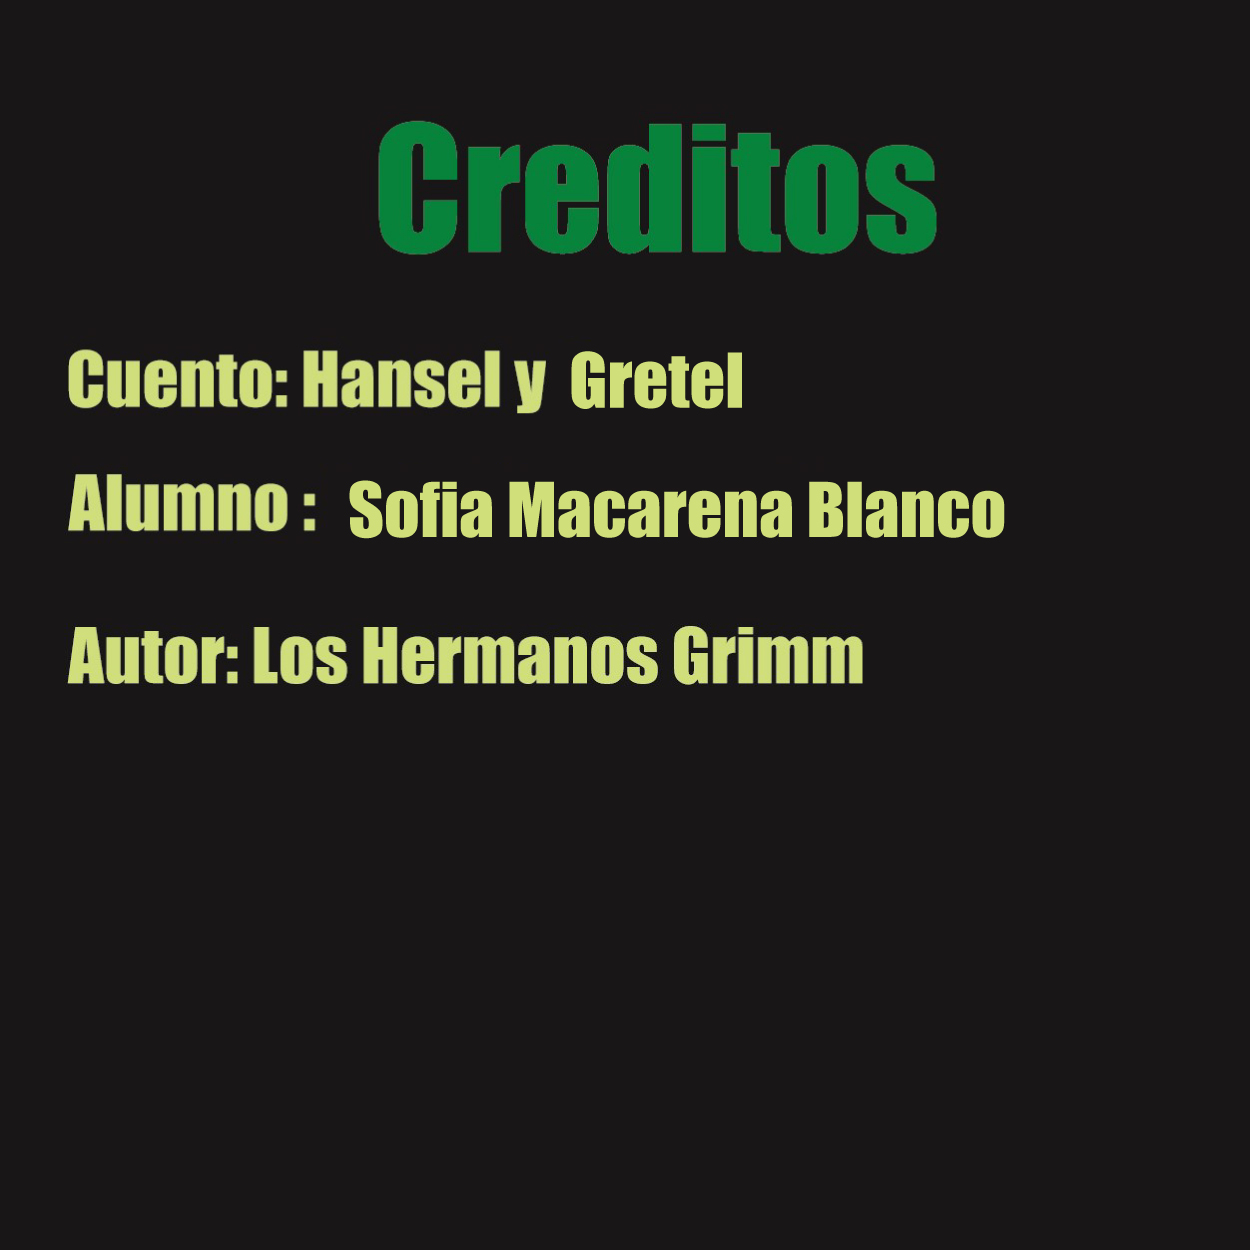 Creditos
Cuento: Hansel y Gretel
Alumno : Sofia Macarena Blanco
Autor: Los Hermanos Grimm